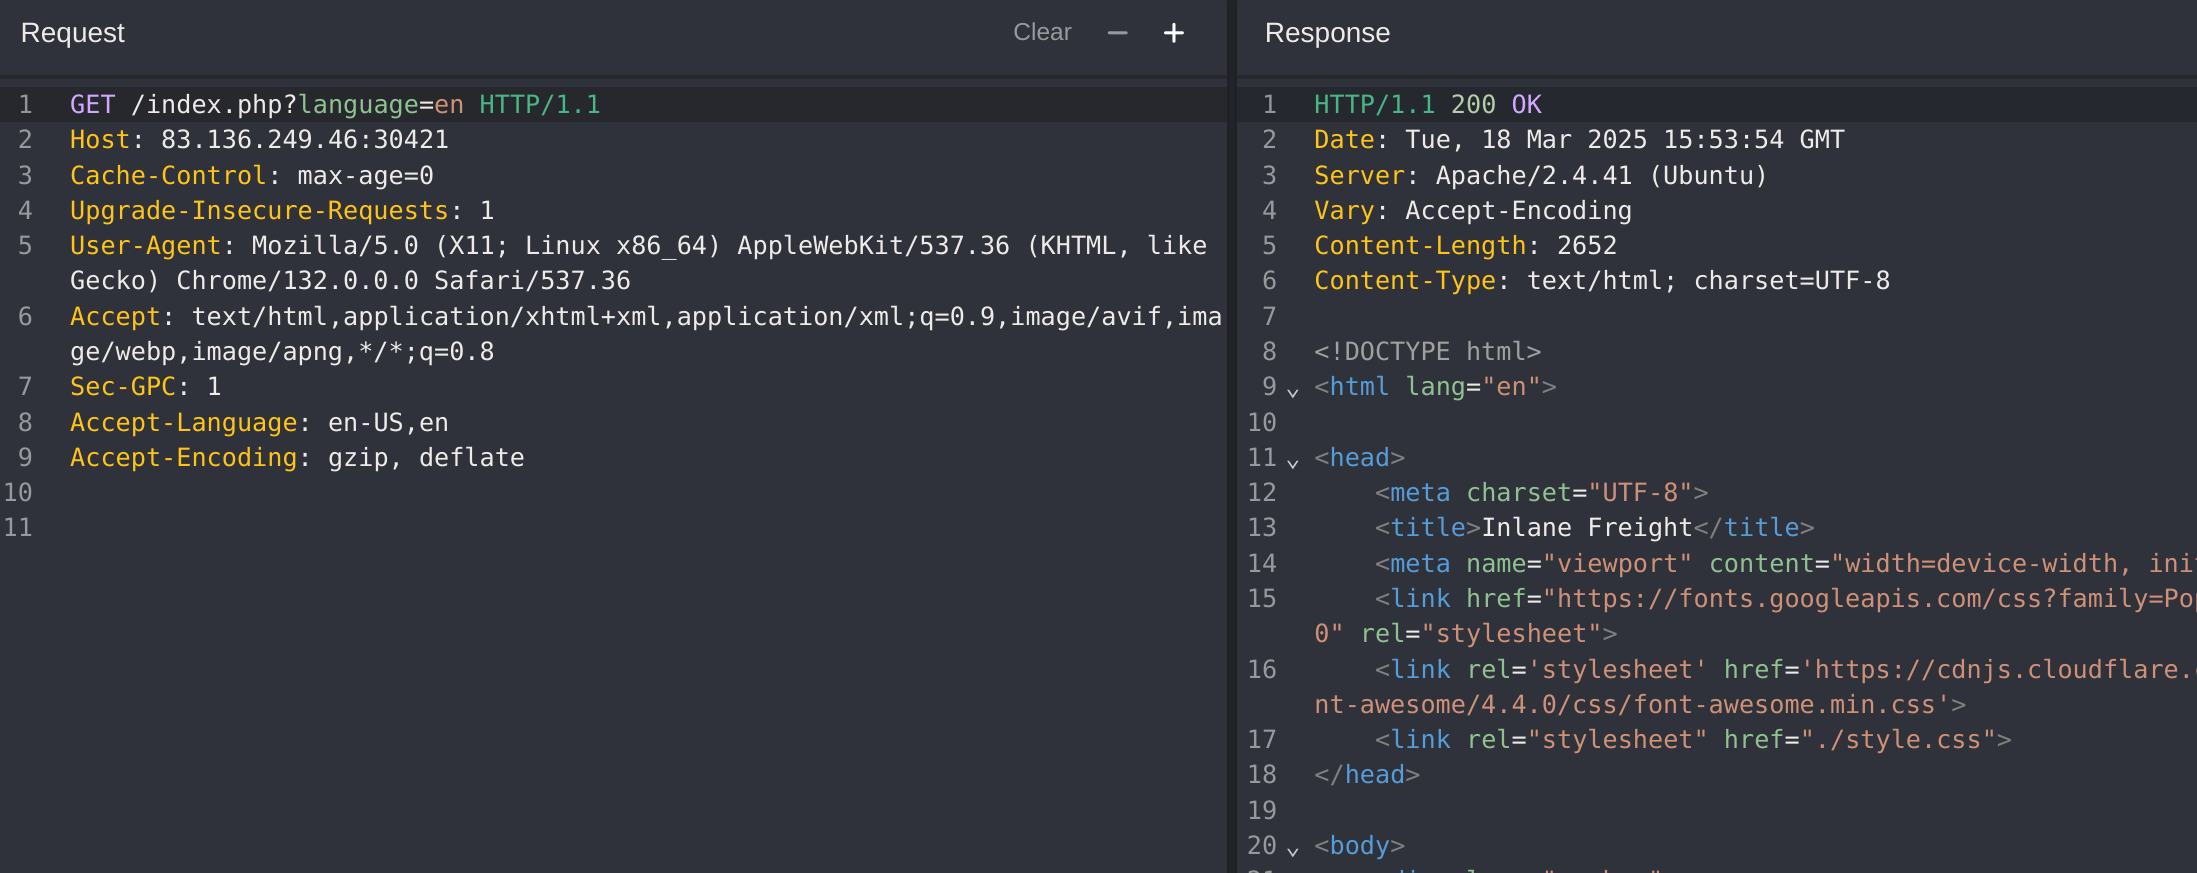 Request
Clear
1 GET /index.php?language=en HTTP/1.1
2 Host: 83.136.249.46:30421
3 Cache-Control: max-age=0
4 Upgrade-Insecure-Requests: 1
5 User-Agent: Mozilla/5.0 (X11; Linux x86_64) AppleWebKit/537.36 (KHTML, like
Gecko) Chrome/132.0.0.0 Safari/537.36
6 Accept: text/html,application/xhtml+xml,application/xml;q=0.9,image/avif,ima
ge/webp,image/apng,*/*;q=0.8
7 Sec-GPC: 1
8 Accept-Language: en-US,en
9 Accept-Encoding: gzip, deflate
10
11
Response
1 HTTP/1.1 200 OK
2 Date: Tue, 18 Mar 2025 15:53:54 GMT
3 Server: Apache/2.4.41 (Ubuntu)
4 Vary: Accept-Encoding
5 Content-Length: 2652
6 Content-Type: text/html; charset=UTF-8
7
8 <!DOCTYPE html>
9 <html lang="en">
10
11 <head>
12 <meta charset="UTF-8">
13 <title>Inlane Freight</title>
14 <meta name="viewport" content="width=device-width, ini
15 <link href="https://fonts.googleapis.com/css?family=Po
0" rel="stylesheet">
16 <link rel='stylesheet' href='https://cdnjs.cloudflare.
nt-awesome/4.4.0/css/font-awesome.min.css'>
17 <link rel="stylesheet" href="./style.css">
18 </head>
19
20 <body>